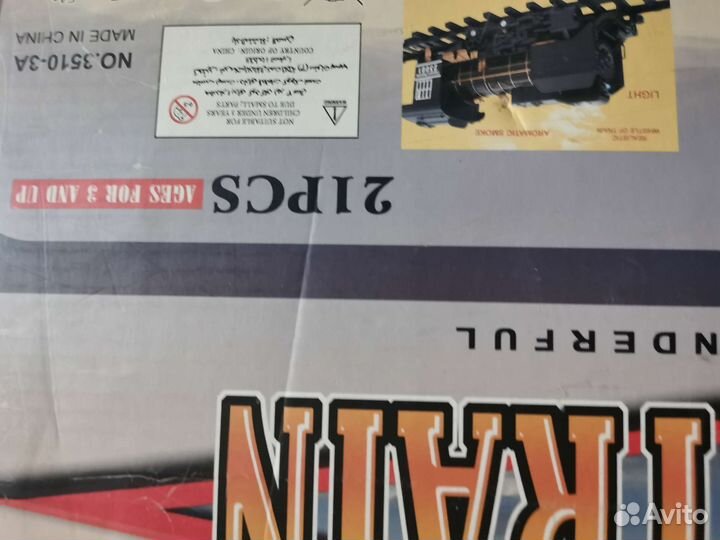 TRAIN
NDERFUL
21PCS AGES FOR 3 AND UP
REALISTIC
WHISTLE OF TRAIN
AROMATIC SMOKE
LIGHT
WARNING
NOT SUITABLE FOR
CHILDREN UNDER 3 YEARS
DUE TO SMALL PARTS
COUNTRY OF ORIGIN : CHINA
NO.3510-3A
MADE IN CHINA
Avito